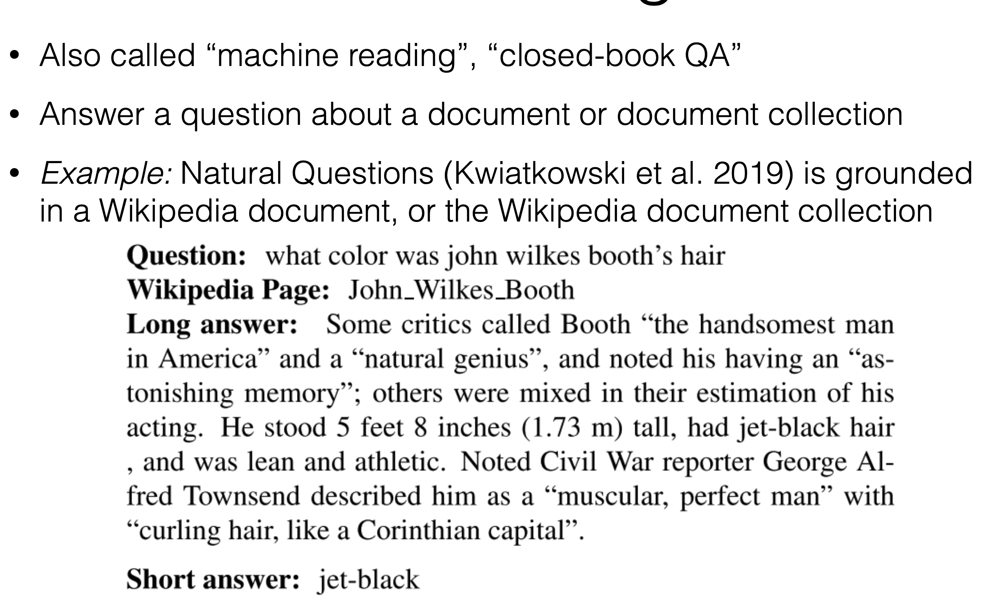 • Also called “machine reading”, “closed-book QA”
• Answer a question about a document or document collection
• Example: Natural Questions (Kwiatkowski et al. 2019) is grounded
in a Wikipedia document, or the Wikipedia document collection
Question: what color was john wilkes booth’s hair
Wikipedia Page: John_Wilkes_Booth
Long answer: Some critics called Booth “the handsomest man
in America” and a “natural genius”, and noted his having an “as-
tonishing memory”; others were mixed in their estimation of his
acting. He stood 5 feet 8 inches (1.73 m) tall, had jet-black hair
, and was lean and athletic. Noted Civil War reporter George Al-
fred Townsend described him as a “muscular, perfect man” with
“curling hair, like a Corinthian capital”.
Short answer: jet-black